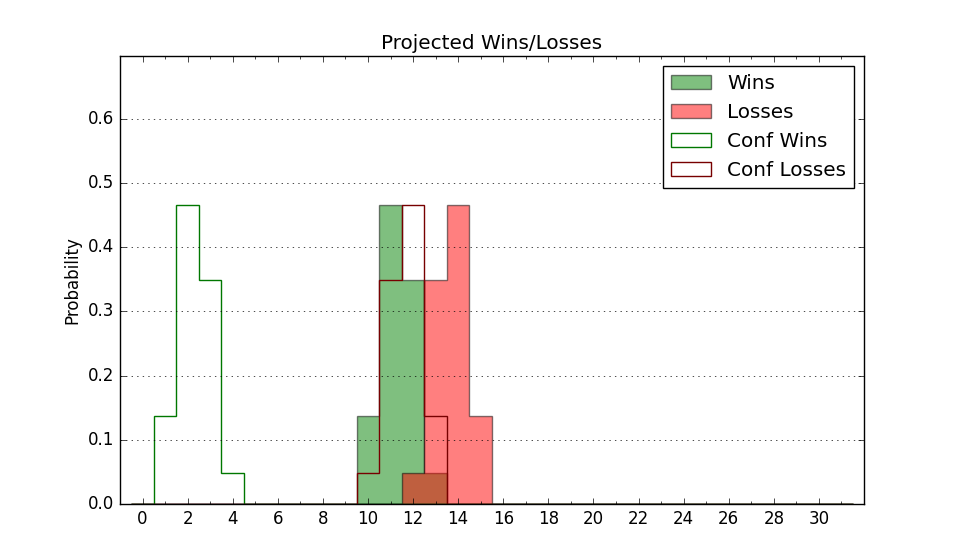 Projected Wins/Losses
Wins
Losses
Conf Wins
Conf Losses
Probability
0.6
0.5
0.4
0.3
0.2
0.1
0.0
0 2 4 6 8 10 12 14 16 18 20 22 24 26 28 30